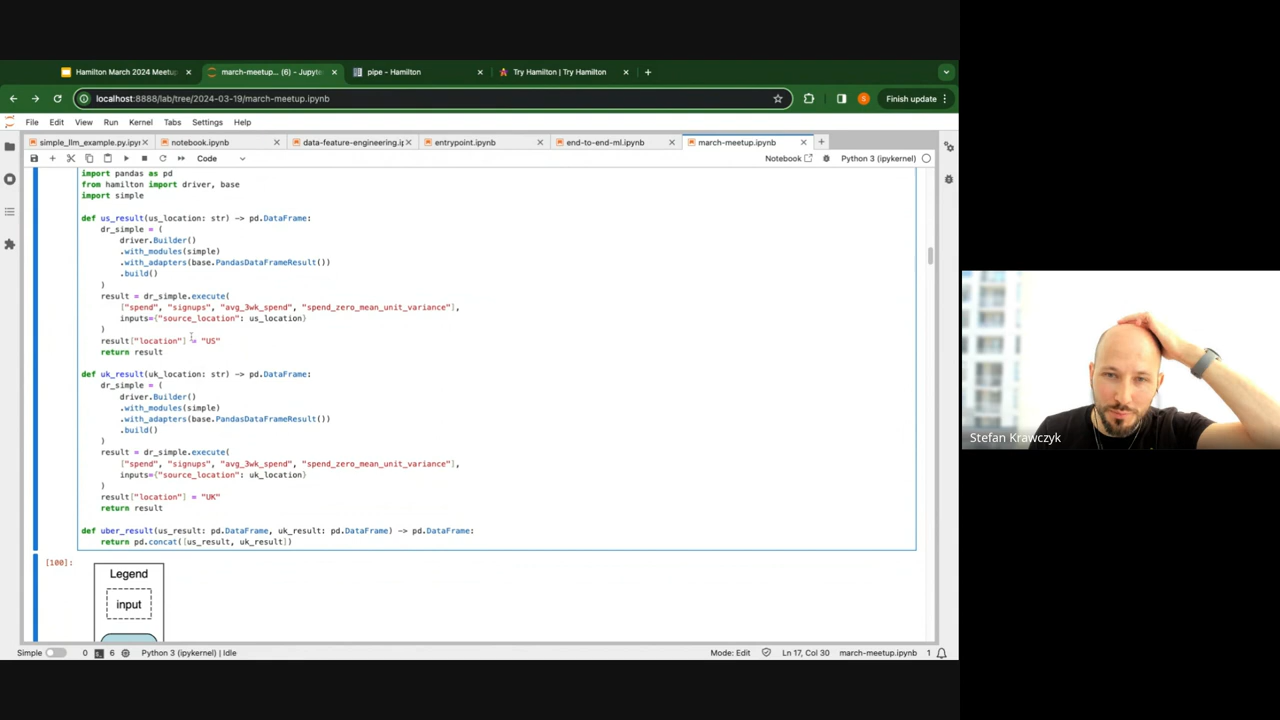 Hamilton March 2024 Meetup
march-meetup... (6) - Jupyte
pipe - Hamilton
Try Hamilton | Try Hamilton
localhost:8888/lab/tree/2024-03-19/march-meetup.ipynb
S
Finish update
File Edit View Run Kernel Tabs Settings Help
simple_llm_example.py.ipyr
notebook.ipynb
data-feature-engineering.ip
entrypoint.ipynb
end-to-end-ml.ipynb
march-meetup.ipynb
Code
Notebook
Python 3 (ipykernel)
import pandas as pd
from hamilton import driver, base
import simple
def us_result(us_location: str) -> pd.DataFrame:
dr_simple = (
driver.Builder()
.with_modules(simple)
.with_adapters(base.PandasDataFrameResult())
.build()
)
result = dr_simple.execute(
["spend", "signups", "avg_3wk_spend", "spend_zero_mean_unit_variance"],
inputs={"source_location": us_location}
)
result["location"] = "US"
return result
def uk_result(uk_location: str) -> pd.DataFrame:
dr_simple = (
driver.Builder()
.with_modules(simple)
.with_adapters(base.PandasDataFrameResult())
.build()
)
result = dr_simple.execute(
["spend", "signups", "avg_3wk_spend", "spend_zero_mean_unit_variance"],
inputs={"source_location": uk_location}
)
result["location"] = "UK"
return result
def uber_result(us_result: pd.DataFrame, uk_result: pd.DataFrame) -> pd.DataFrame:
return pd.concat([us_result, uk_result])
[100]:
Legend
input
Simple 0 6 Python 3 (ipykernel) | Idle
Mode: Edit Ln 17, Col 30 march-meetup.ipynb 1
Stefan Krawczyk